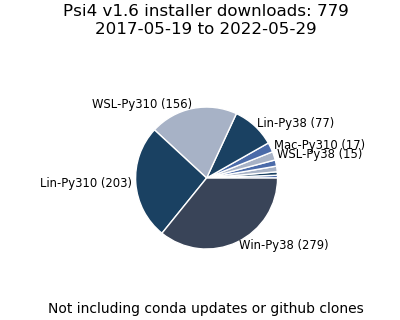 Psi4 v1.6 installer downloads: 779
2017-05-19 to 2022-05-29
WSL-Py310 (156)
Lin-Py38 (77)
Mac-Py310 (17)
WSL-Py38 (15)
Lin-Py310 (203)
Win-Py38 (279)
Not including conda updates or github clones